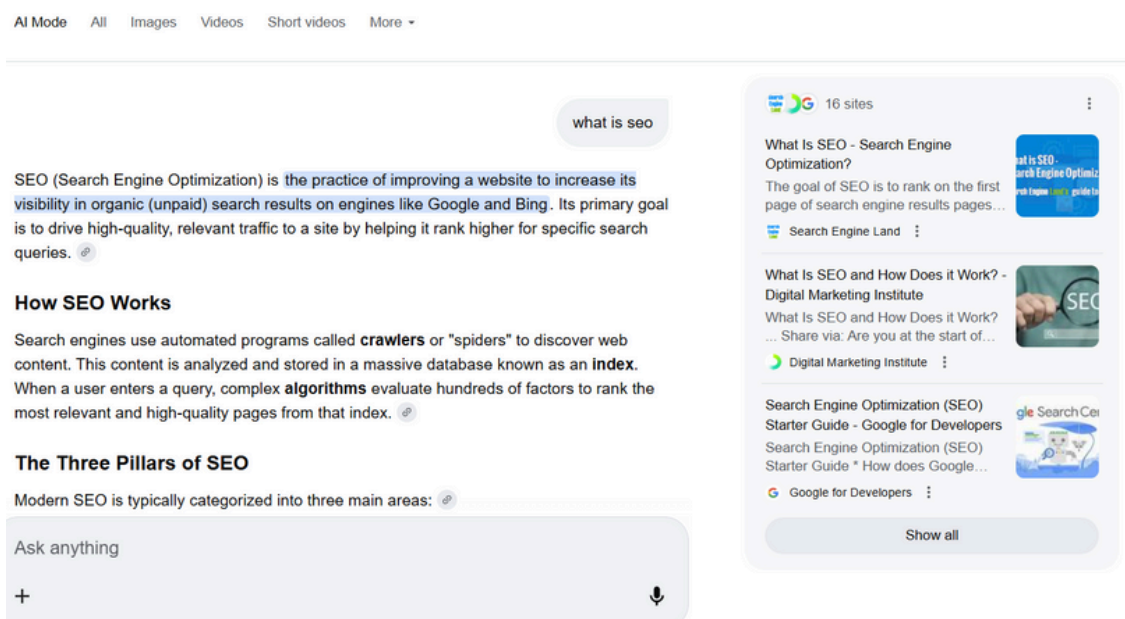 AI Mode
All
Images
Videos
Short videos
More
what is seo
SEO (Search Engine Optimization) is the practice of improving a website to increase its
visibility in organic (unpaid) search results on engines like Google and Bing. Its primary goal
is to drive high-quality, relevant traffic to a site by helping it rank higher for specific search
queries.
How SEO Works
Search engines use automated programs called crawlers or "spiders" to discover web
content. This content is analyzed and stored in a massive database known as an index.
When a user enters a query, complex algorithms evaluate hundreds of factors to rank the
most relevant and high-quality pages from that index.
The Three Pillars of SEO
Modern SEO is typically categorized into three main areas:
Ask anything
16 sites
What Is SEO - Search Engine
Optimization?
The goal of SEO is to rank on the first
page of search engine results pages...
Search Engine Land
What Is SEO and How Does it Work? -
Digital Marketing Institute
What Is SEO and How Does it Work?
... Share via: Are you at the start of...
SEO
Digital Marketing Institute
Search Engine Optimization (SEO)
Starter Guide - Google for Developers
Search Engine Optimization (SEO)
Starter Guide * How does Google...
gle Search Cen
Google for Developers
Show all